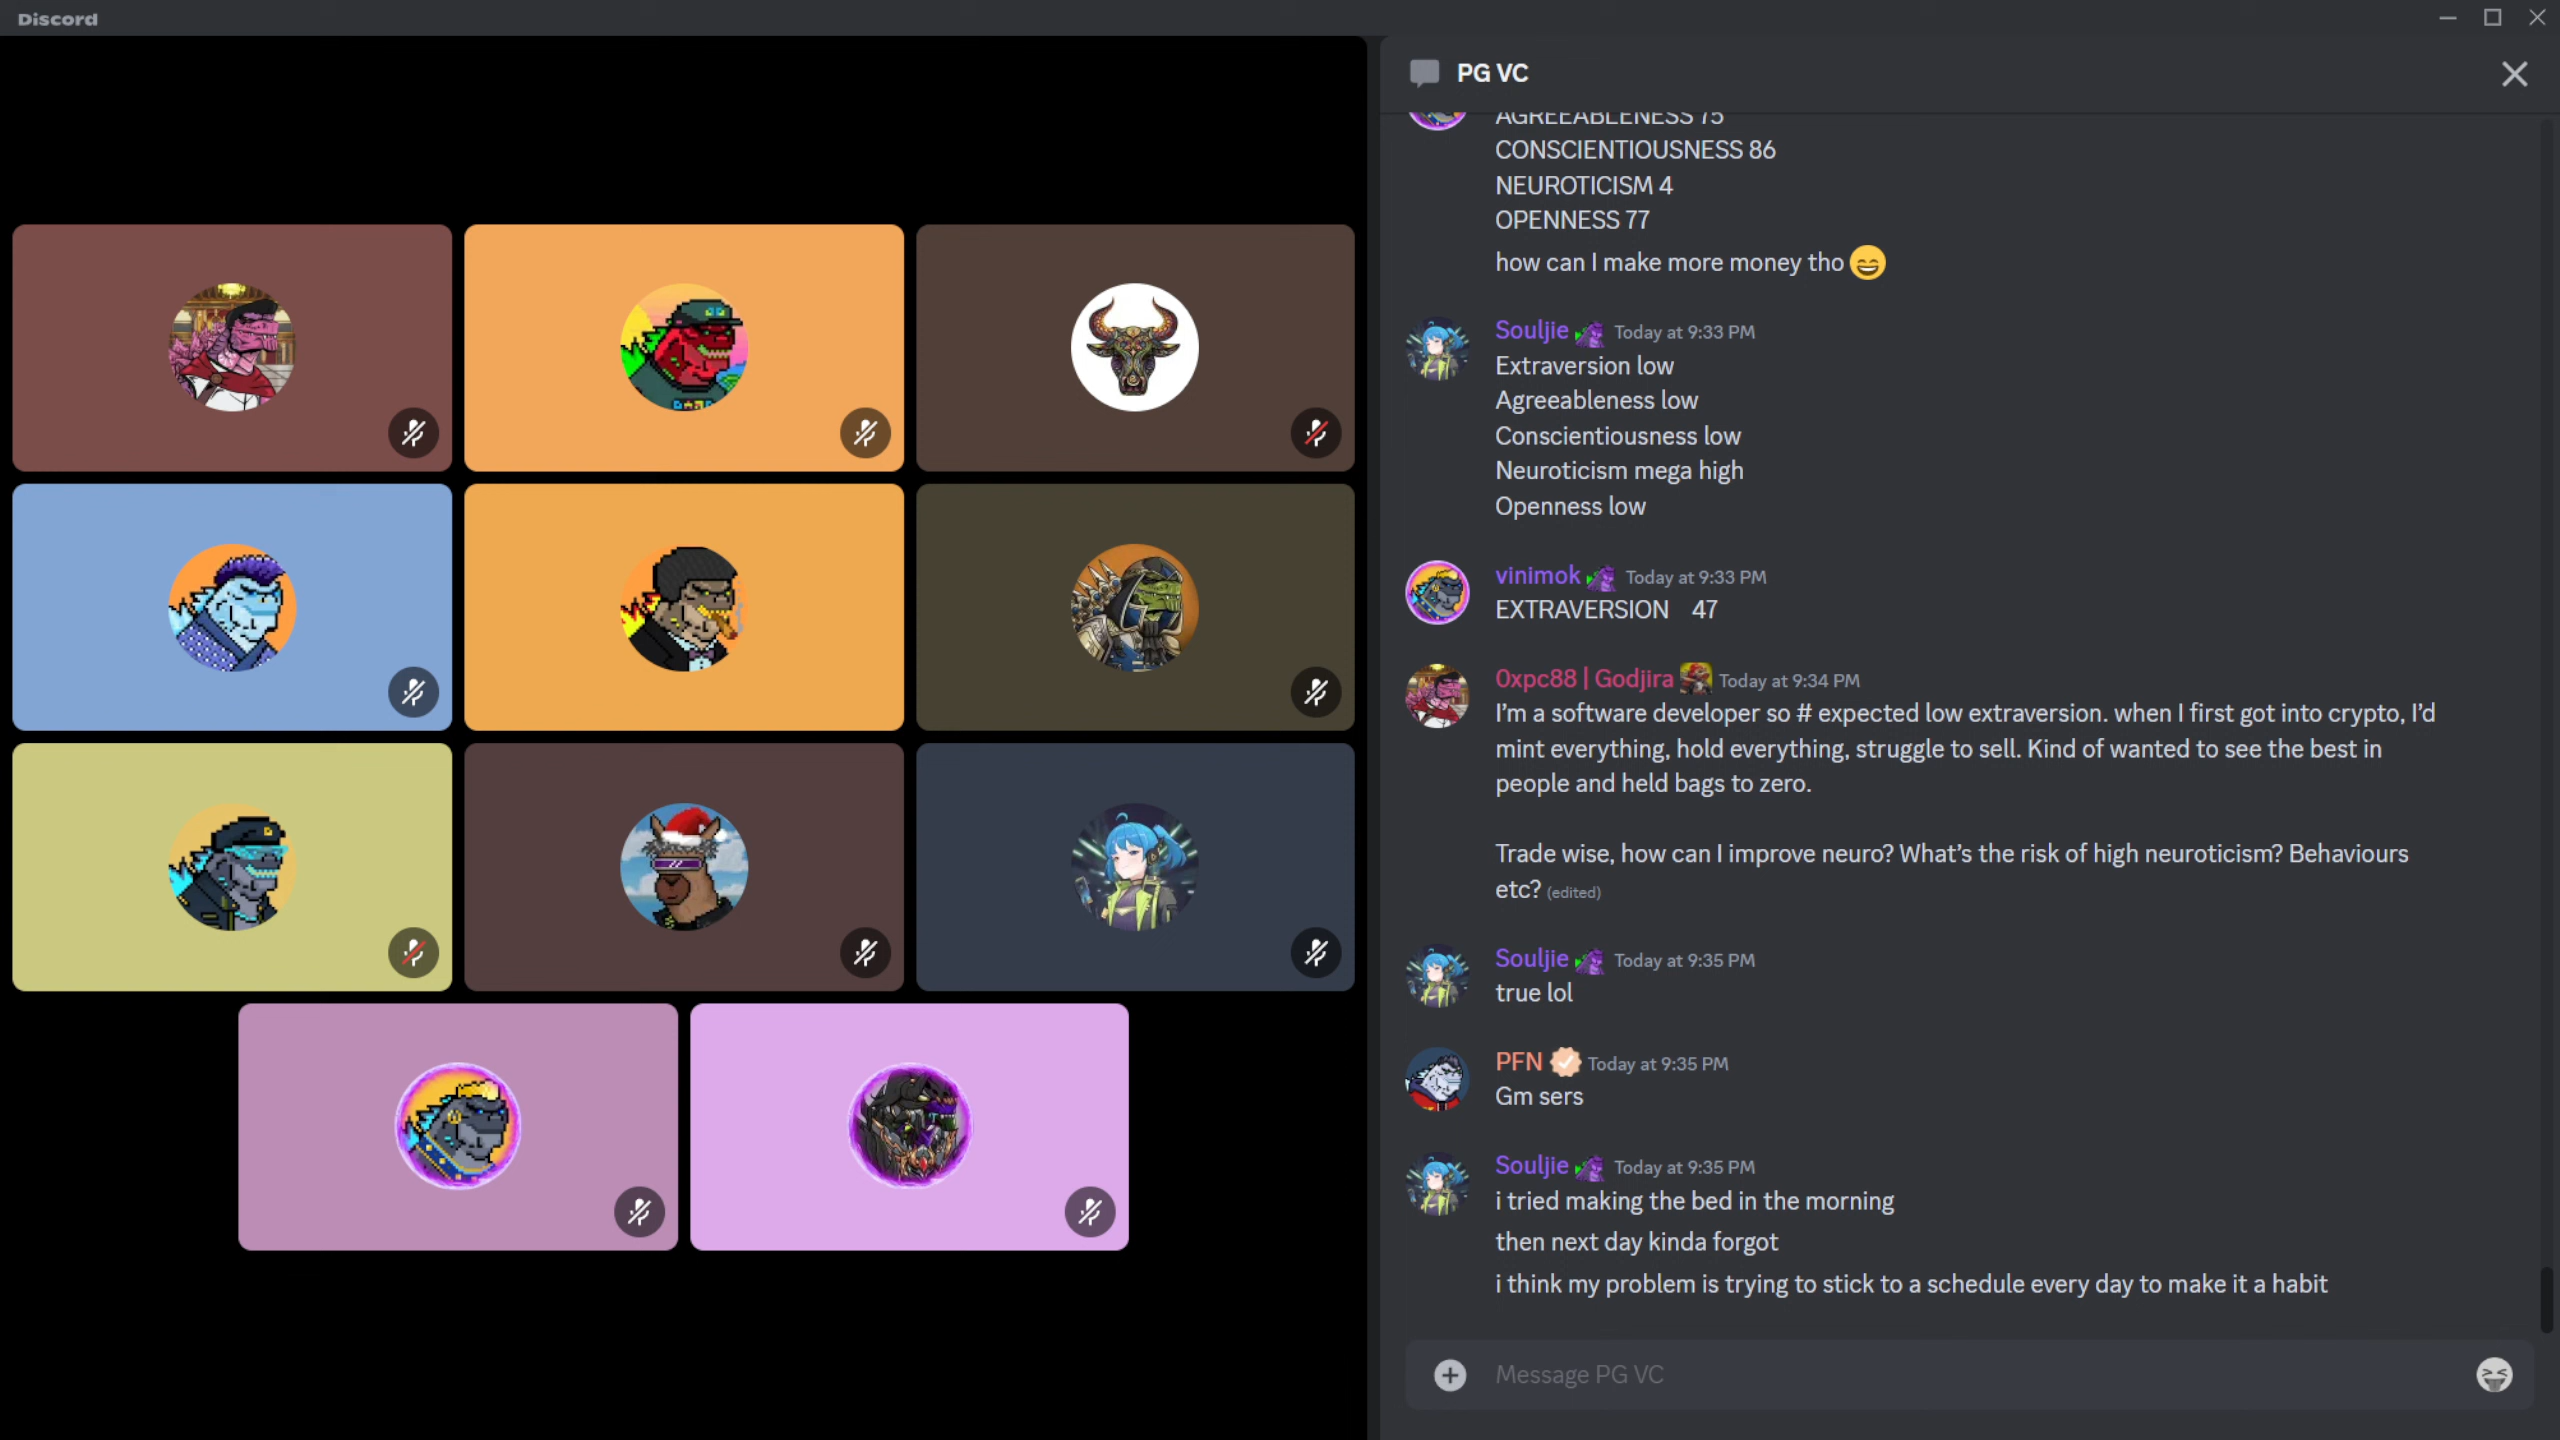 Discord
PG VC
AGREEABLENESS 75
CONSCIENTIOUSNESS 86
NEUROTICISM 4
OPENNESS 77
how can I make more money tho 😄
Souljie Today at 9:33 PM
Extraversion low
Agreeableness low
Conscientiousness low
Neuroticism mega high
Openness low
vinimok Today at 9:33 PM
EXTRAVERSION 47
0xpc88 | Godjira Today at 9:34 PM
I’m a software developer so # expected low extraversion. when I first got into crypto, I’d
mint everything, hold everything, struggle to sell. Kind of wanted to see the best in
people and held bags to zero.
Trade wise, how can I improve neuro? What’s the risk of high neuroticism? Behaviours
etc? (edited)
Souljie Today at 9:35 PM
true lol
PFN Today at 9:35 PM
Gm sers
Souljie Today at 9:35 PM
i tried making the bed in the morning
then next day kinda forgot
i think my problem is trying to stick to a schedule every day to make it a habit
Message PG VC